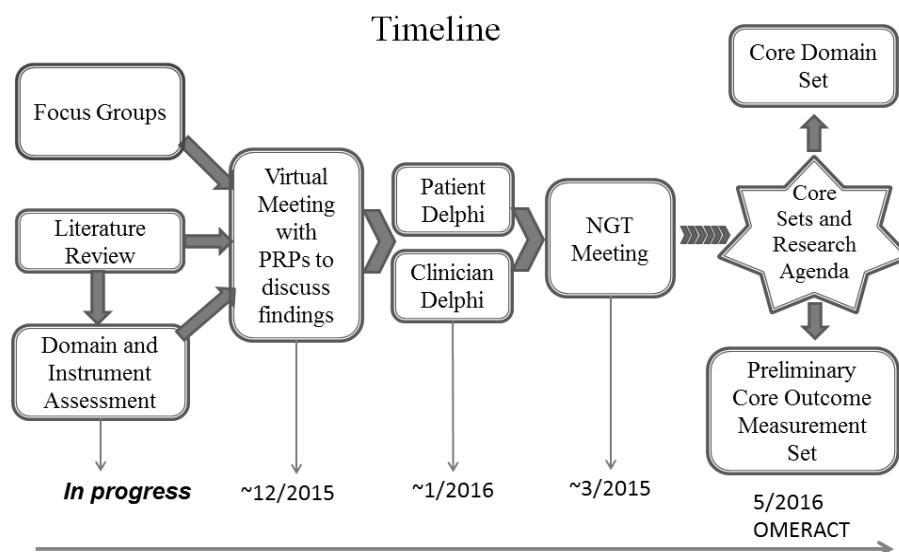 Timeline
Focus Groups
Literature
Review
Domain and
Instrument
Assessment
Virtual
Meeting
with
PRPs to
discuss
findings
Patient
Delphi
Clinician
Delphi
NGT
Meeting
Core Domain
Set
Core
Sets and
Research
Agenda
Preliminary
Core Outcome
Measurement
Set
In progress
~12/2015
~1/2016
~3/2015
5/2016
OMERACT